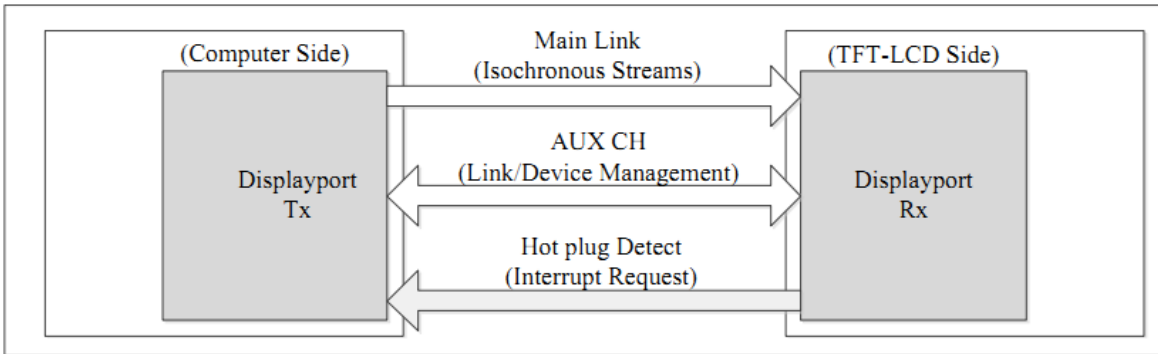 (Computer Side)
Main Link
(Isochronous Streams)
(TFT-LCD Side)
AUX CH
(Link/Device Management)
Displayport
Tx
Displayport
Rx
Hot plug Detect
(Interrupt Request)